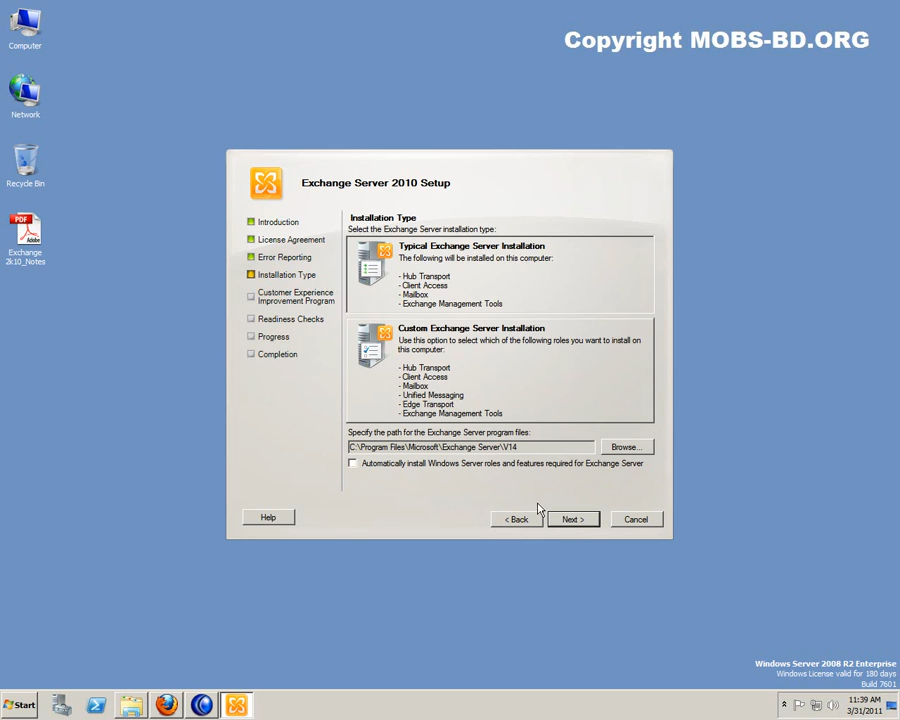 Computer
Network
Recycle Bin
PDF
Adobe
Exchange
2k10_Notes
Copyright MOBS-BD.ORG
Exchange Server 2010 Setup
Introduction
License Agreement
Error Reporting
Installation Type
Customer Experience
Improvement Program
Readiness Checks
Progress
Completion
Installation Type
Select the Exchange Server installation type:
Typical Exchange Server Installation
The following will be installed on this computer:
- Hub Transport
- Client Access
- Mailbox
- Exchange Management Tools
Custom Exchange Server Installation
Use this option to select which of the following roles you want to install on
this computer:
- Hub Transport
- Client Access
- Mailbox
- Unified Messaging
- Edge Transport
- Exchange Management Tools
Specify the path for the Exchange Server program files:
C:\Program Files\Microsoft\Exchange Server\V14
Browse...
Automatically install Windows Server roles and features required for Exchange Server
Help
< Back
Next >
Cancel
Windows Server 2008 R2 Enterprise
Windows License valid for 180 days
Build 7601
Start
11:39 AM
3/31/2011